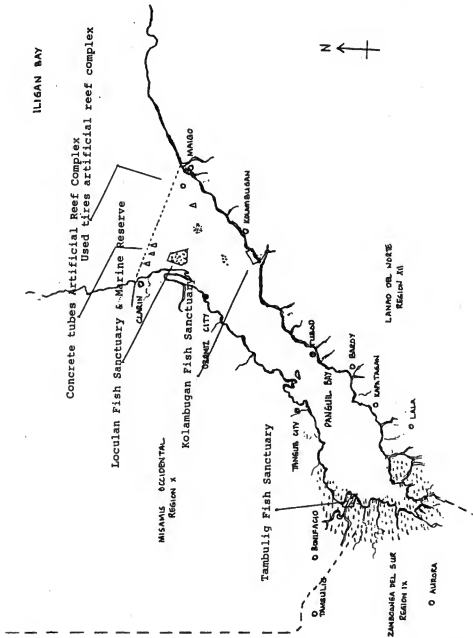 ILIGAN BAY
Concrete tubes Artificial Reef Complex
Used tires artificial reef complex
Loculan Fish Sanctuary & Marine Reserve
Kolambugan Fish Sanctuary
Tambulig Fish Sanctuary
N
MAIGO
KOLAMBUGAN
CLARIN
OZAMIZ CITY
MISAMIS OCCIDENTAL
REGION X
TUBOD
BAROY
LANAO DEL NORTE
REGION XII
PANGUIL BAY
TANGUB CITY
KAPATAGAN
LALA
BONIFACIO
TAMBULIG
ZAMBOANGA DEL SUR
REGION IX
AURORA